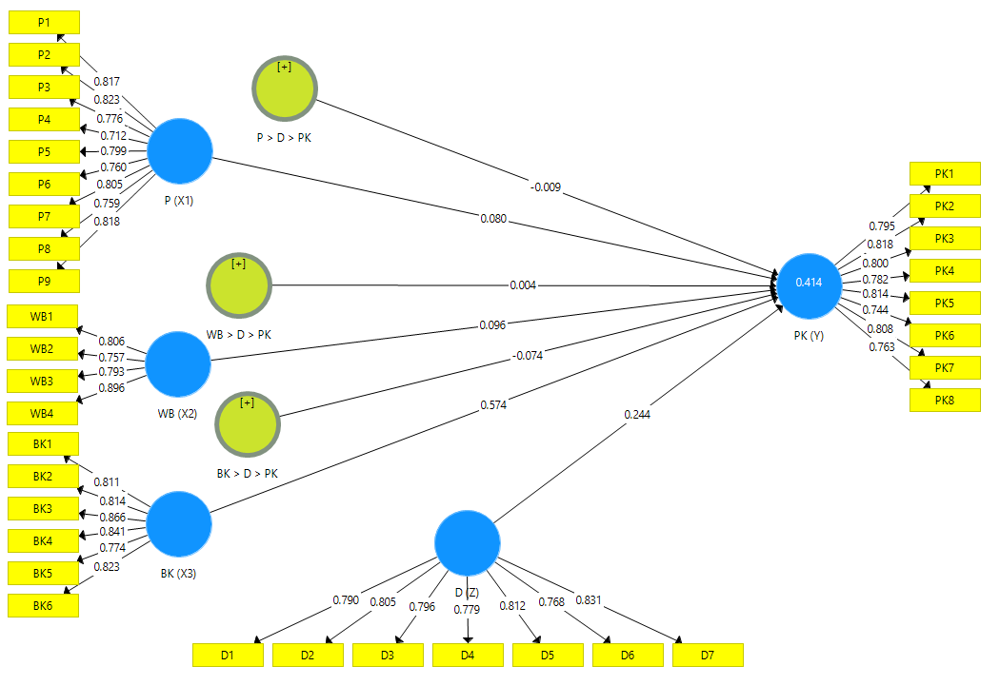 P1
P2
P3
P4
P5
P6
P7
P8
P9
0.817
0.823
0.776
0.712
0.799
0.760
0.805
0.759
0.818
P (X1)
[+]
P > D > PK
-0.009
0.080
WB1
WB2
WB3
WB4
0.806
0.757
0.793
0.896
WB (X2)
[+]
WB > D > PK
0.004
0.096
BK1
BK2
BK3
BK4
BK5
BK6
0.811
0.814
0.866
0.841
0.774
0.823
BK (X3)
[+]
BK > D > PK
-0.074
0.574
0.244
D (Z)
0.790
0.805
0.796
0.779
0.812
0.768
0.831
D1
D2
D3
D4
D5
D6
D7
0.414
PK (Y)
0.795
0.818
0.800
0.782
0.814
0.744
0.808
0.763
PK1
PK2
PK3
PK4
PK5
PK6
PK7
PK8